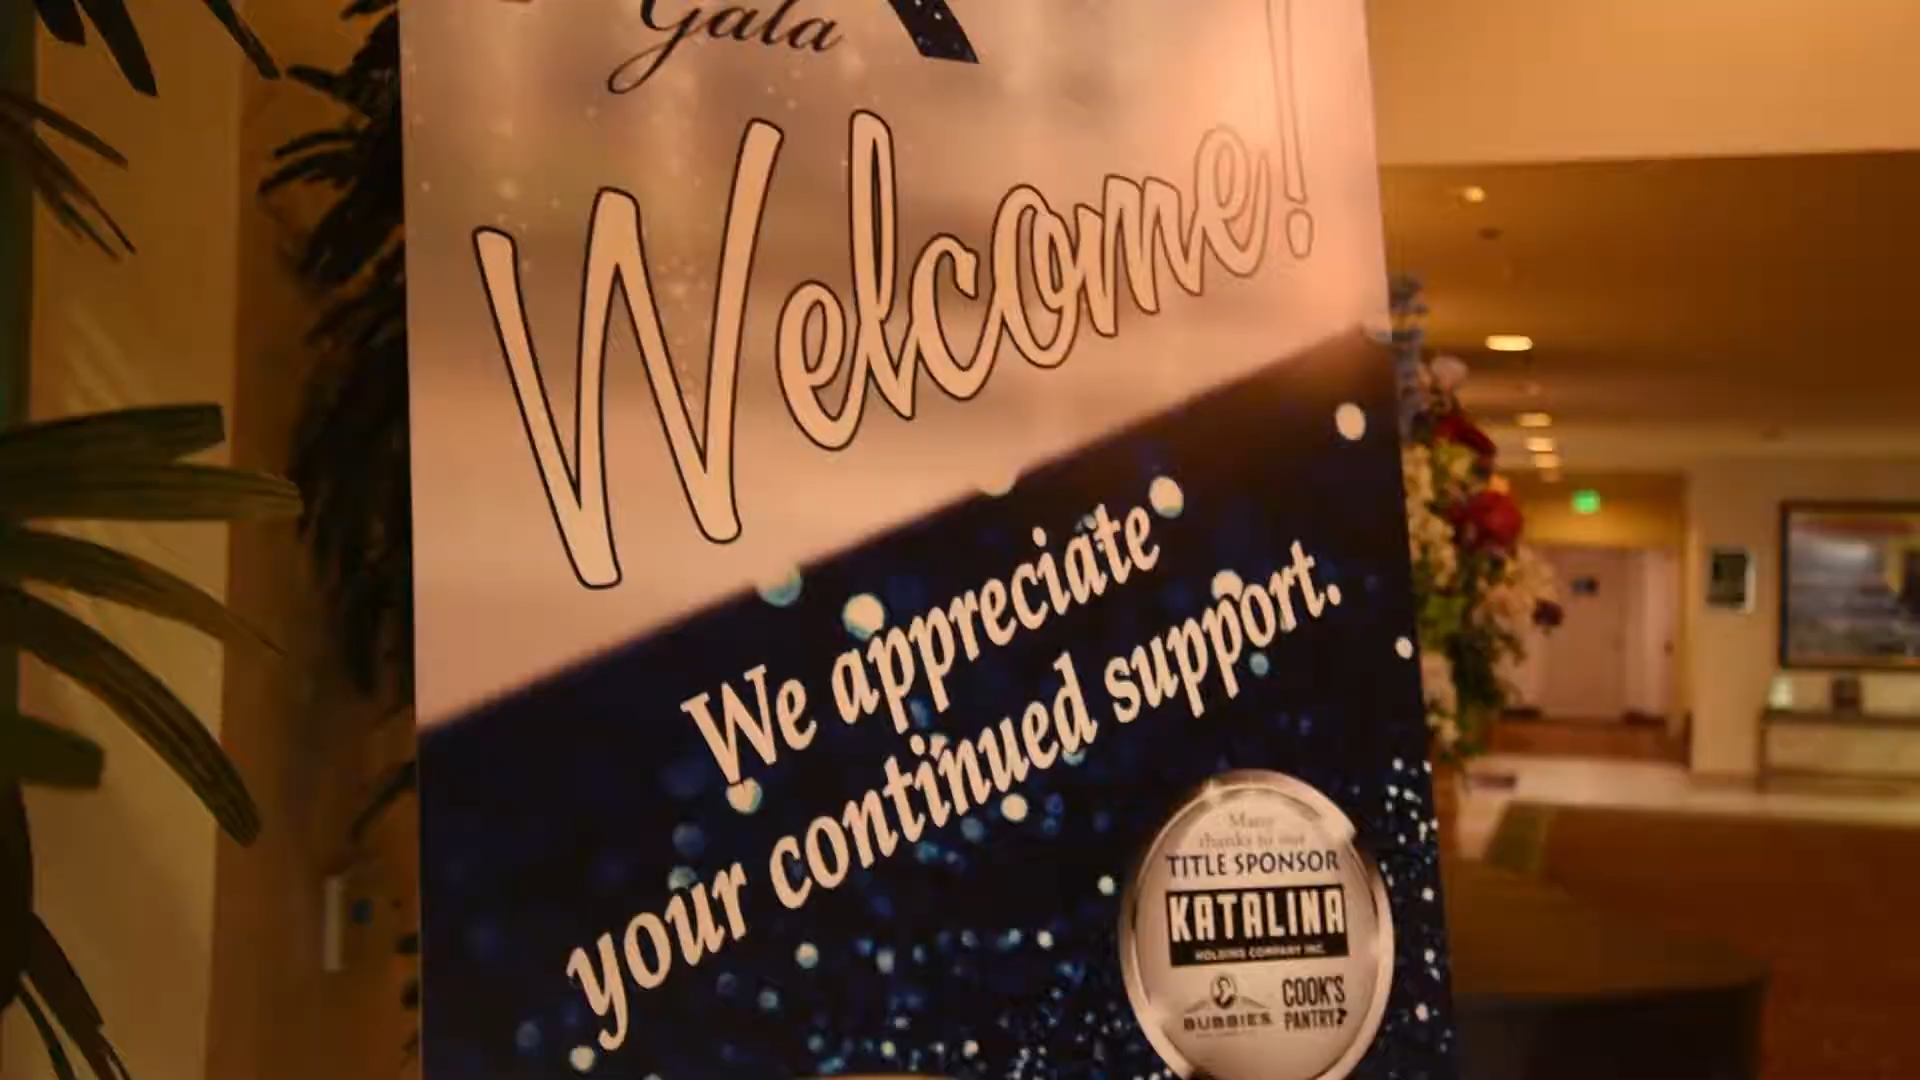 Gala
Welcome!
We appreciate
your continued support.
Many
thanks to our
TITLE SPONSOR
KATALINA
HOLDING COMPANY INC.
BUBBIES
COOK'S
PANTRY